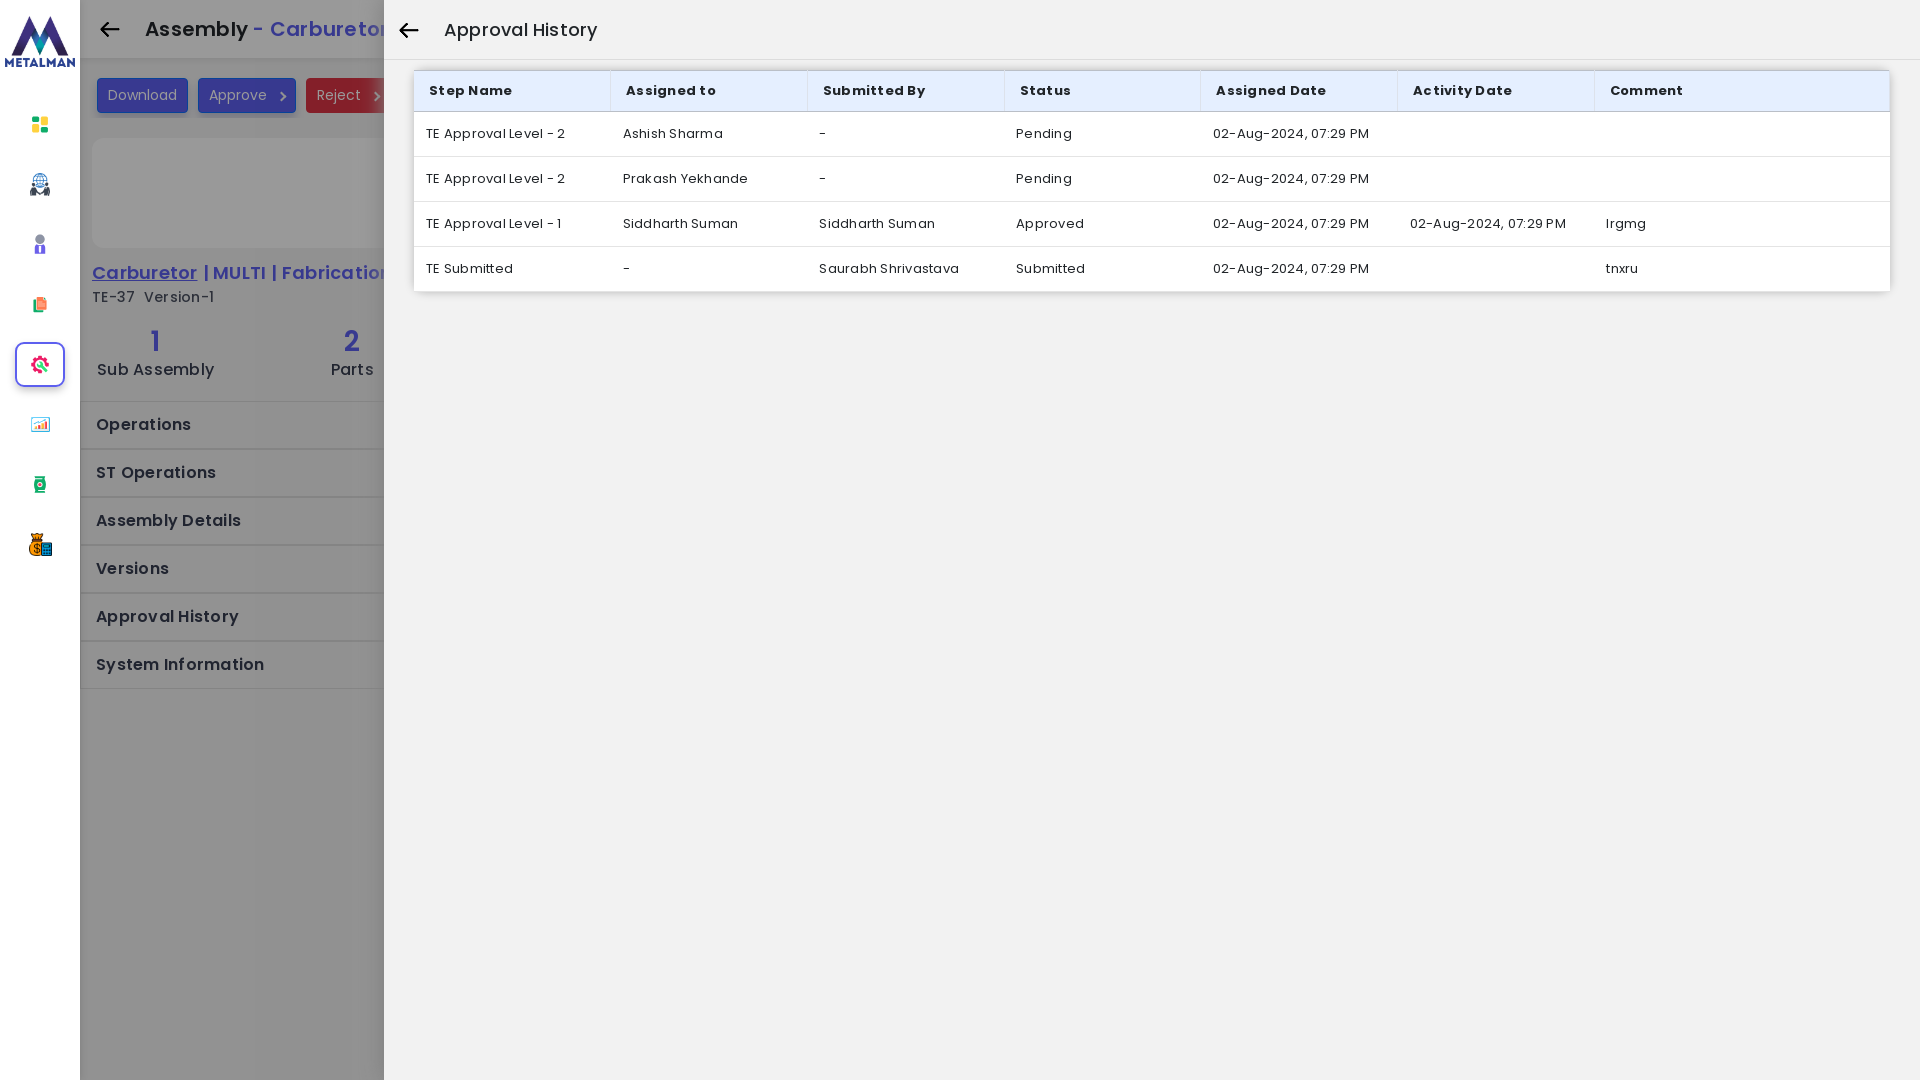 METALMAN
Assembly - Carburetor
Download
Approve
Reject
Carburetor | MULTI | Fabrication
TE-37 Version-1
1
Sub Assembly
2
Parts
Operations
ST Operations
Assembly Details
Versions
Approval History
System Information
Approval History
Step Name Assigned to Submitted By Status Assigned Date Activity Date Comment
TE Approval Level - 2 Ashish Sharma - Pending 02-Aug-2024, 07:29 PM
TE Approval Level - 2 Prakash Yekhande - Pending 02-Aug-2024, 07:29 PM
TE Approval Level - 1 Siddharth Suman Siddharth Suman Approved 02-Aug-2024, 07:29 PM 02-Aug-2024, 07:29 PM
TE Submitted - Saurabh Shrivastava Submitted 02-Aug-2024, 07:29 PM tnxru